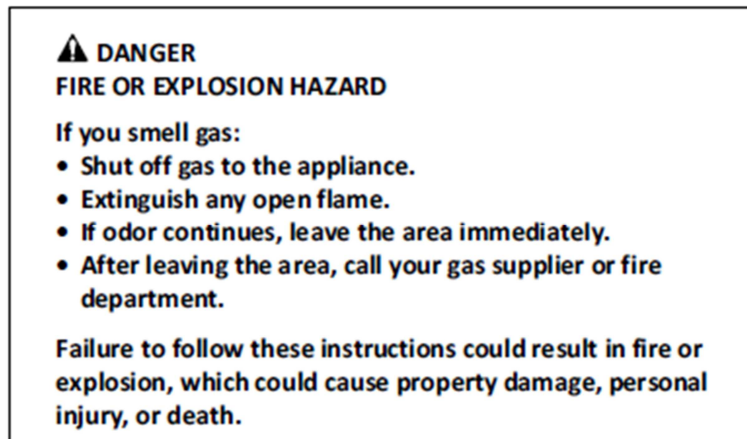 ⚠ DANGER
FIRE OR EXPLOSION HAZARD
If you smell gas:
• Shut off gas to the appliance.
• Extinguish any open flame.
• If odor continues, leave the area immediately.
• After leaving the area, call your gas supplier or fire
department.
Failure to follow these instructions could result in fire or
explosion, which could cause property damage, personal
injury, or death.